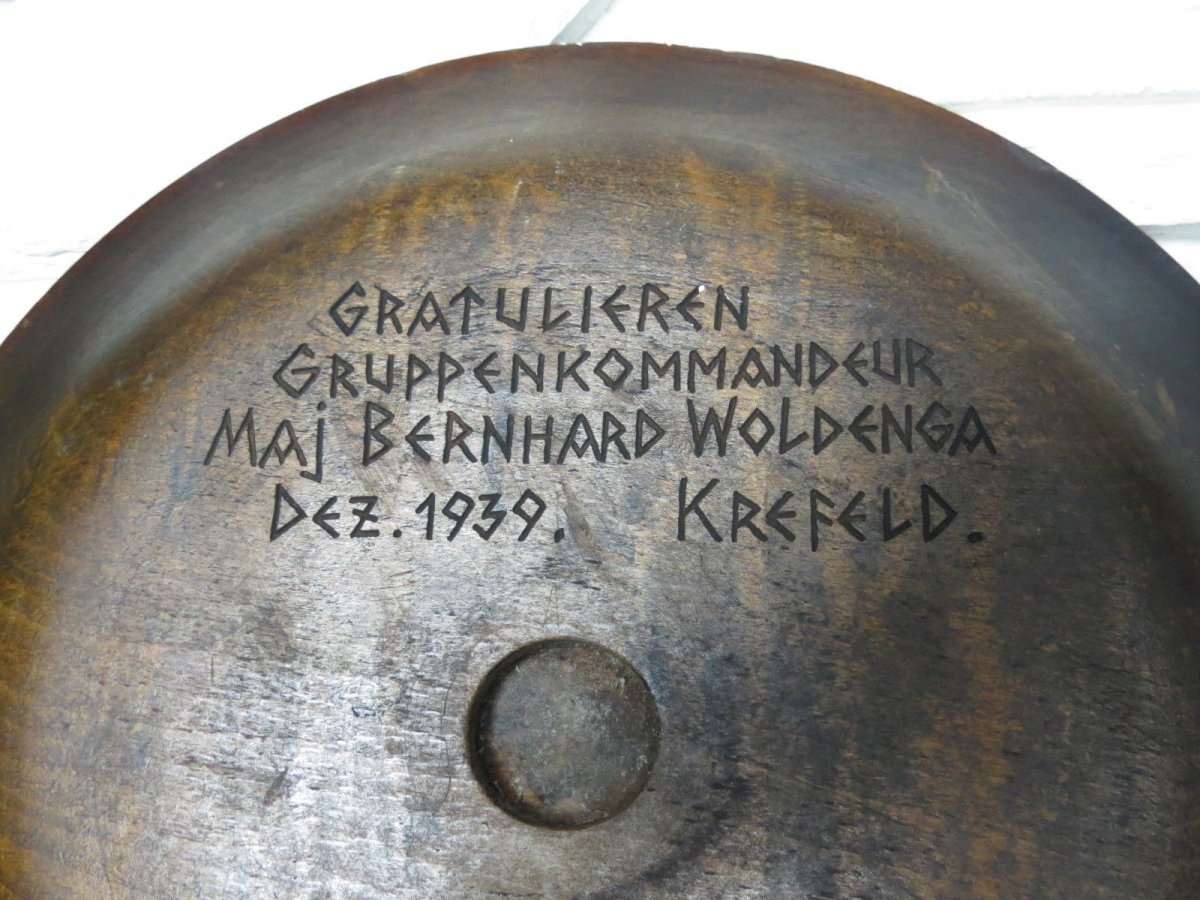 GRATULIEREN
GRUPPENKOMMANDEUR
MAj BERNHARD WOLDENGA
DEZ. 1939. KREFELD.